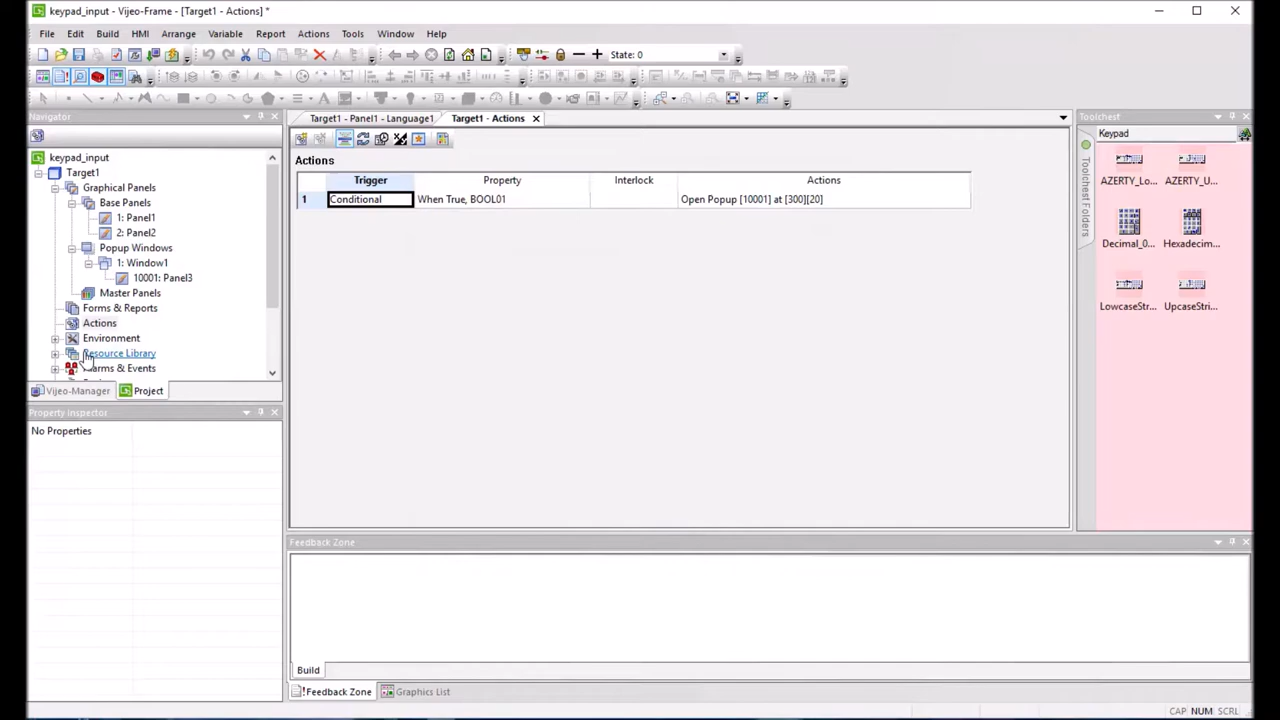 keypad_input - Vijeo-Frame - [Target1 - Actions] *
File Edit Build HMI Arrange Variable Report Actions Tools Window Help
State: 0
Navigator
keypad_input
Target1
Graphical Panels
Base Panels
1: Panel1
2: Panel2
Popup Windows
1: Window1
10001: Panel3
Master Panels
Forms & Reports
Actions
Environment
Resource Library
Alarms & Events
Vijeo-Manager Project
Property Inspector
No Properties
Target1 - Panel1 - Language1 Target1 - Actions
Actions
Trigger Property Interlock Actions
1 Conditional When True, BOOL01 Open Popup [10001] at [300][20]
Feedback Zone
Build
!Feedback Zone Graphics List
Toolchest
Keypad
Toolchest Folders
AZERTY_Lo... AZERTY_U...
Decimal_0... Hexadecim...
LowcaseStr... UpcaseStri...
CAP NUM SCRL